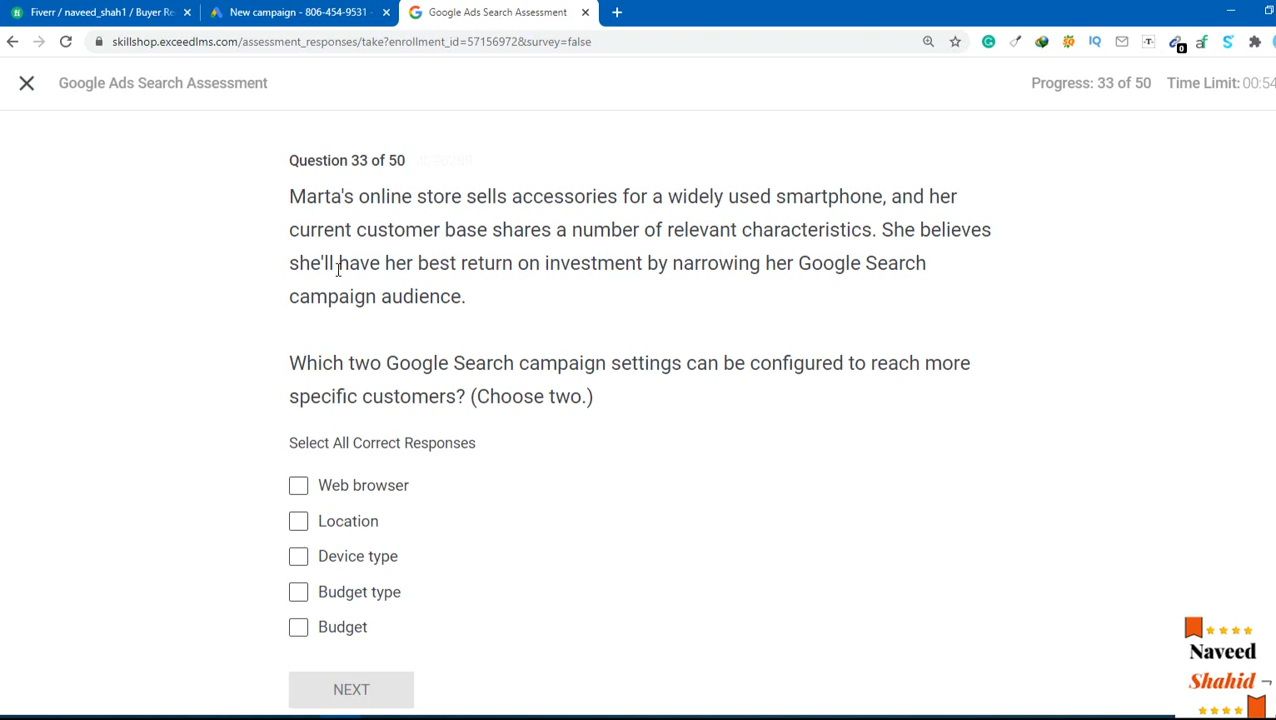 Fiverr / naveed_shah1 / Buyer Re
New campaign - 806-454-9531 -
Google Ads Search Assessment
skillshop.exceedlms.com/assessment_responses/take?enrollment_id=57156972&survey=false
Google Ads Search Assessment
Progress: 33 of 50
Time Limit: 00:54
Question 33 of 50
Marta's online store sells accessories for a widely used smartphone, and her
current customer base shares a number of relevant characteristics. She believes
she'll have her best return on investment by narrowing her Google Search
campaign audience.
Which two Google Search campaign settings can be configured to reach more
specific customers? (Choose two.)
Select All Correct Responses
Web browser
Location
Device type
Budget type
Budget
NEXT
Naveed
Shahid